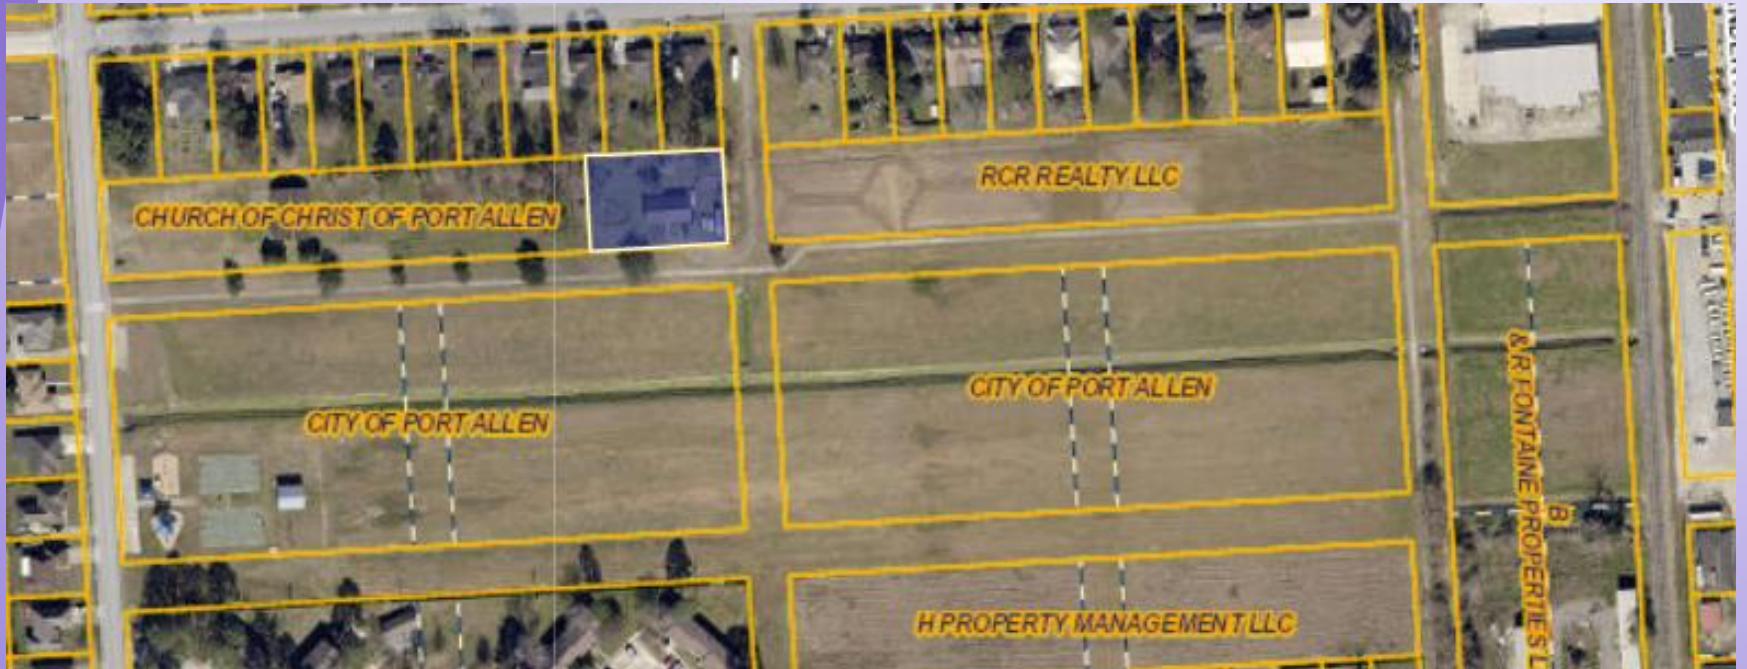 RCR REALTY LLC
CHURCH OF CHRIST OF PORT ALLEN
CITY OF PORT ALLEN
CITY OF PORT ALLEN
& R FONTAINE PROPERTIES L
B
H PROPERTY MANAGEMENT LLC